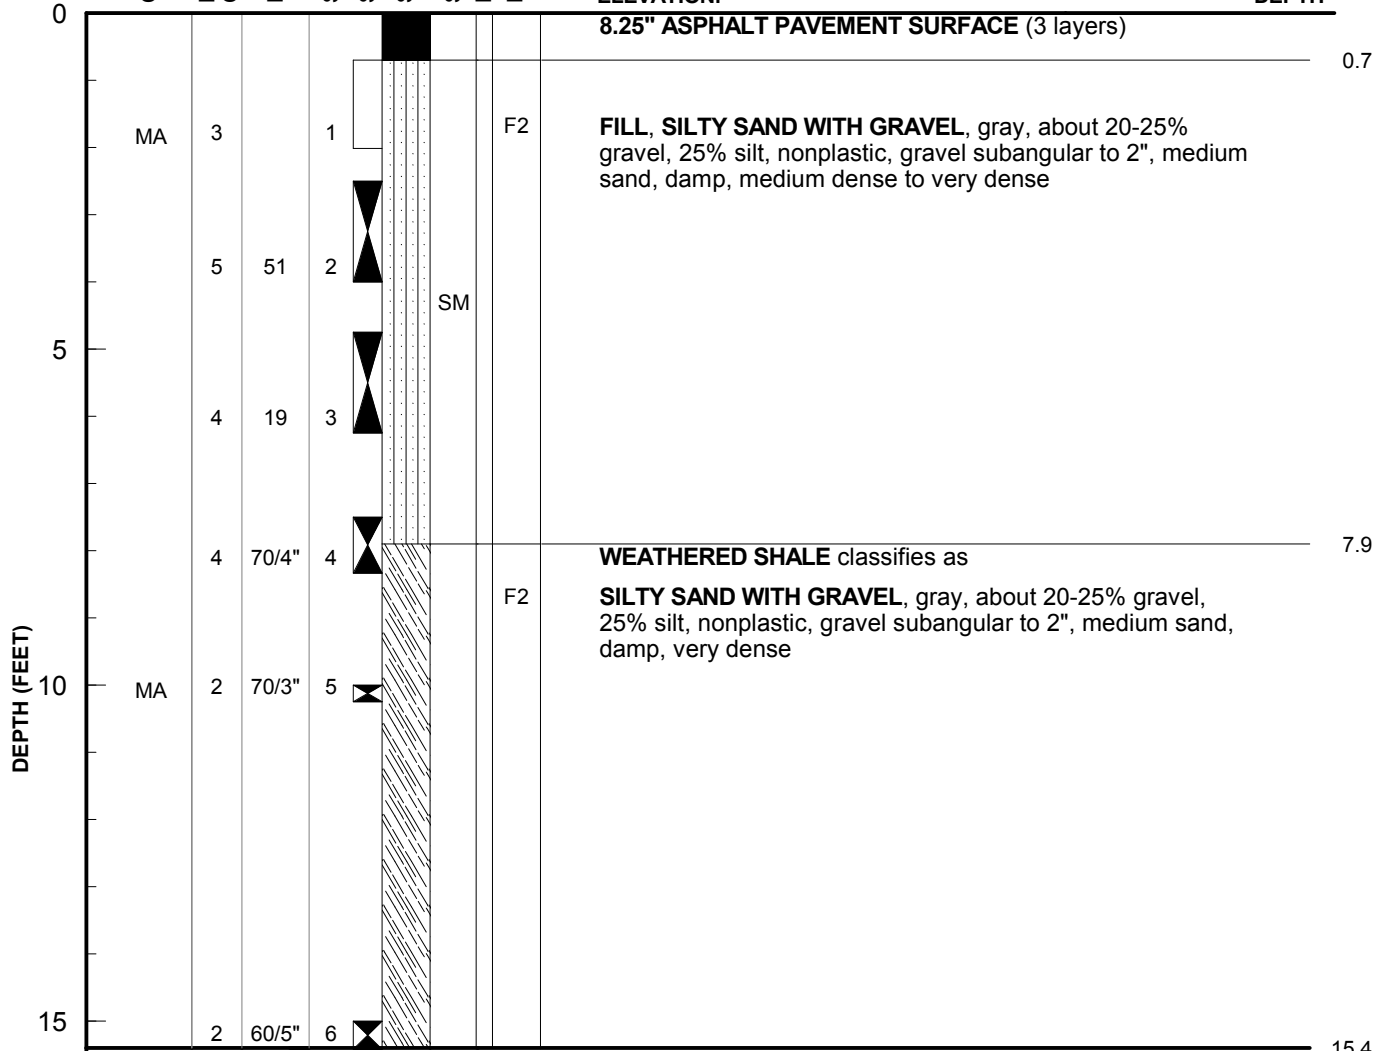 0
8.25" ASPHALT PAVEMENT SURFACE (3 layers)
0.7
MA 3 1 F2 FILL, SILTY SAND WITH GRAVEL, gray, about 20-25%
gravel, 25% silt, nonplastic, gravel subangular to 2", medium
sand, damp, medium dense to very dense
5 51 2
SM
5
4 19 3
7.9
4 70/4" 4 WEATHERED SHALE classifies as
F2 SILTY SAND WITH GRAVEL, gray, about 20-25% gravel,
25% silt, nonplastic, gravel subangular to 2", medium sand,
damp, very dense
DEPTH (FEET)
10 MA 2 70/3" 5
15
2 60/5" 6
15.4